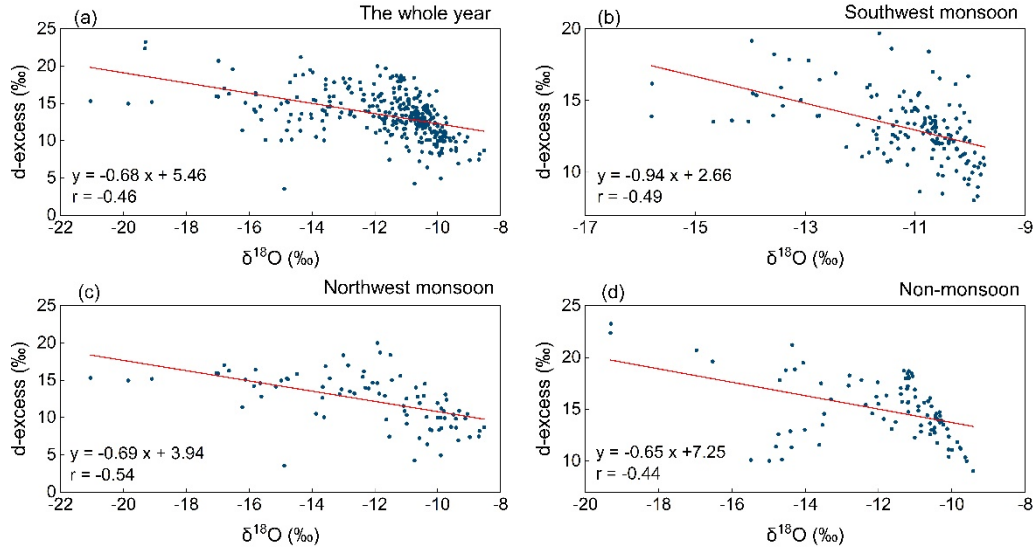 (a)
The whole year
25
20
15
10
5
0
d-excess (‰)
y = -0.68 x + 5.46
r = -0.46
-22 -20 -18 -16 -14 -12 -10 -8
δ¹⁸O (‰)
(b)
Southwest monsoon
20
15
10
d-excess (‰)
y = -0.94 x + 2.66
r = -0.49
-17 -15 -13 -11 -9
δ¹⁸O (‰)
(c)
Northwest monsoon
25
20
15
10
5
0
d-excess (‰)
y = -0.69 x + 3.94
r = -0.54
-22 -20 -18 -16 -14 -12 -10 -8
δ¹⁸O (‰)
(d)
Non-monsoon
25
20
15
10
d-excess (‰)
y = -0.65 x +7.25
r = -0.44
-20 -18 -16 -14 -12 -10 -8
δ¹⁸O (‰)